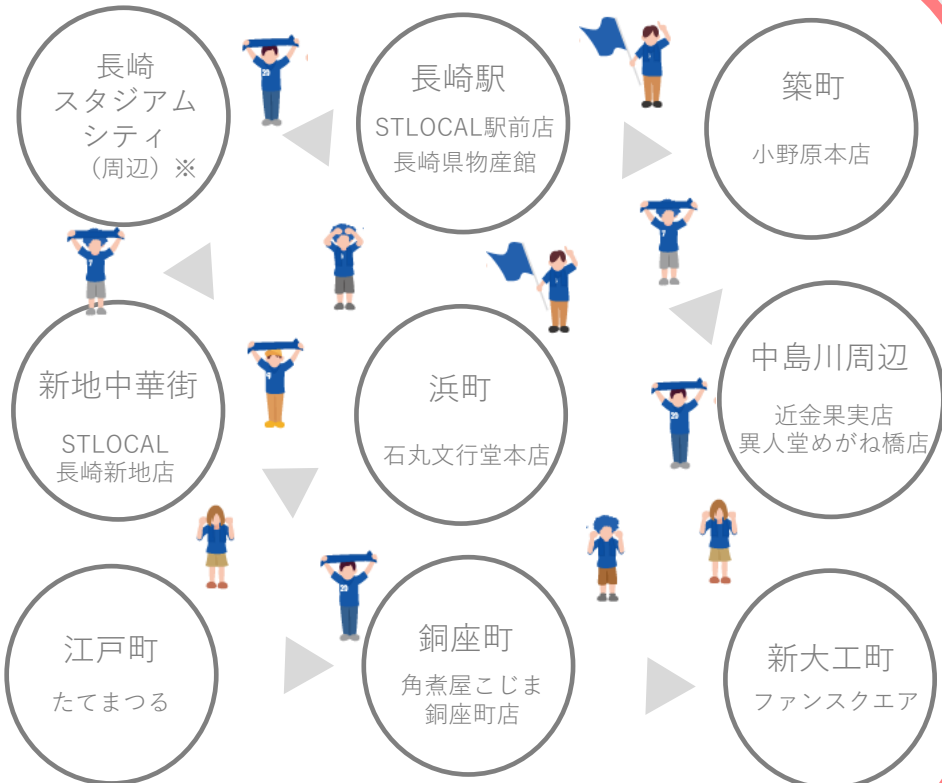 長崎
スタジアム
シティ
（周辺）※
長崎駅
STLOCAL駅前店
長崎県物産館
築町
小野原本店
新地中華街
STLOCAL
長崎新地店
浜町
石丸文行堂本店
中島川周辺
近金果実店
異人堂めがね橋店
江戸町
たてまつる
銅座町
角煮屋こじま
銅座町店
新大工町
ファンスクエア